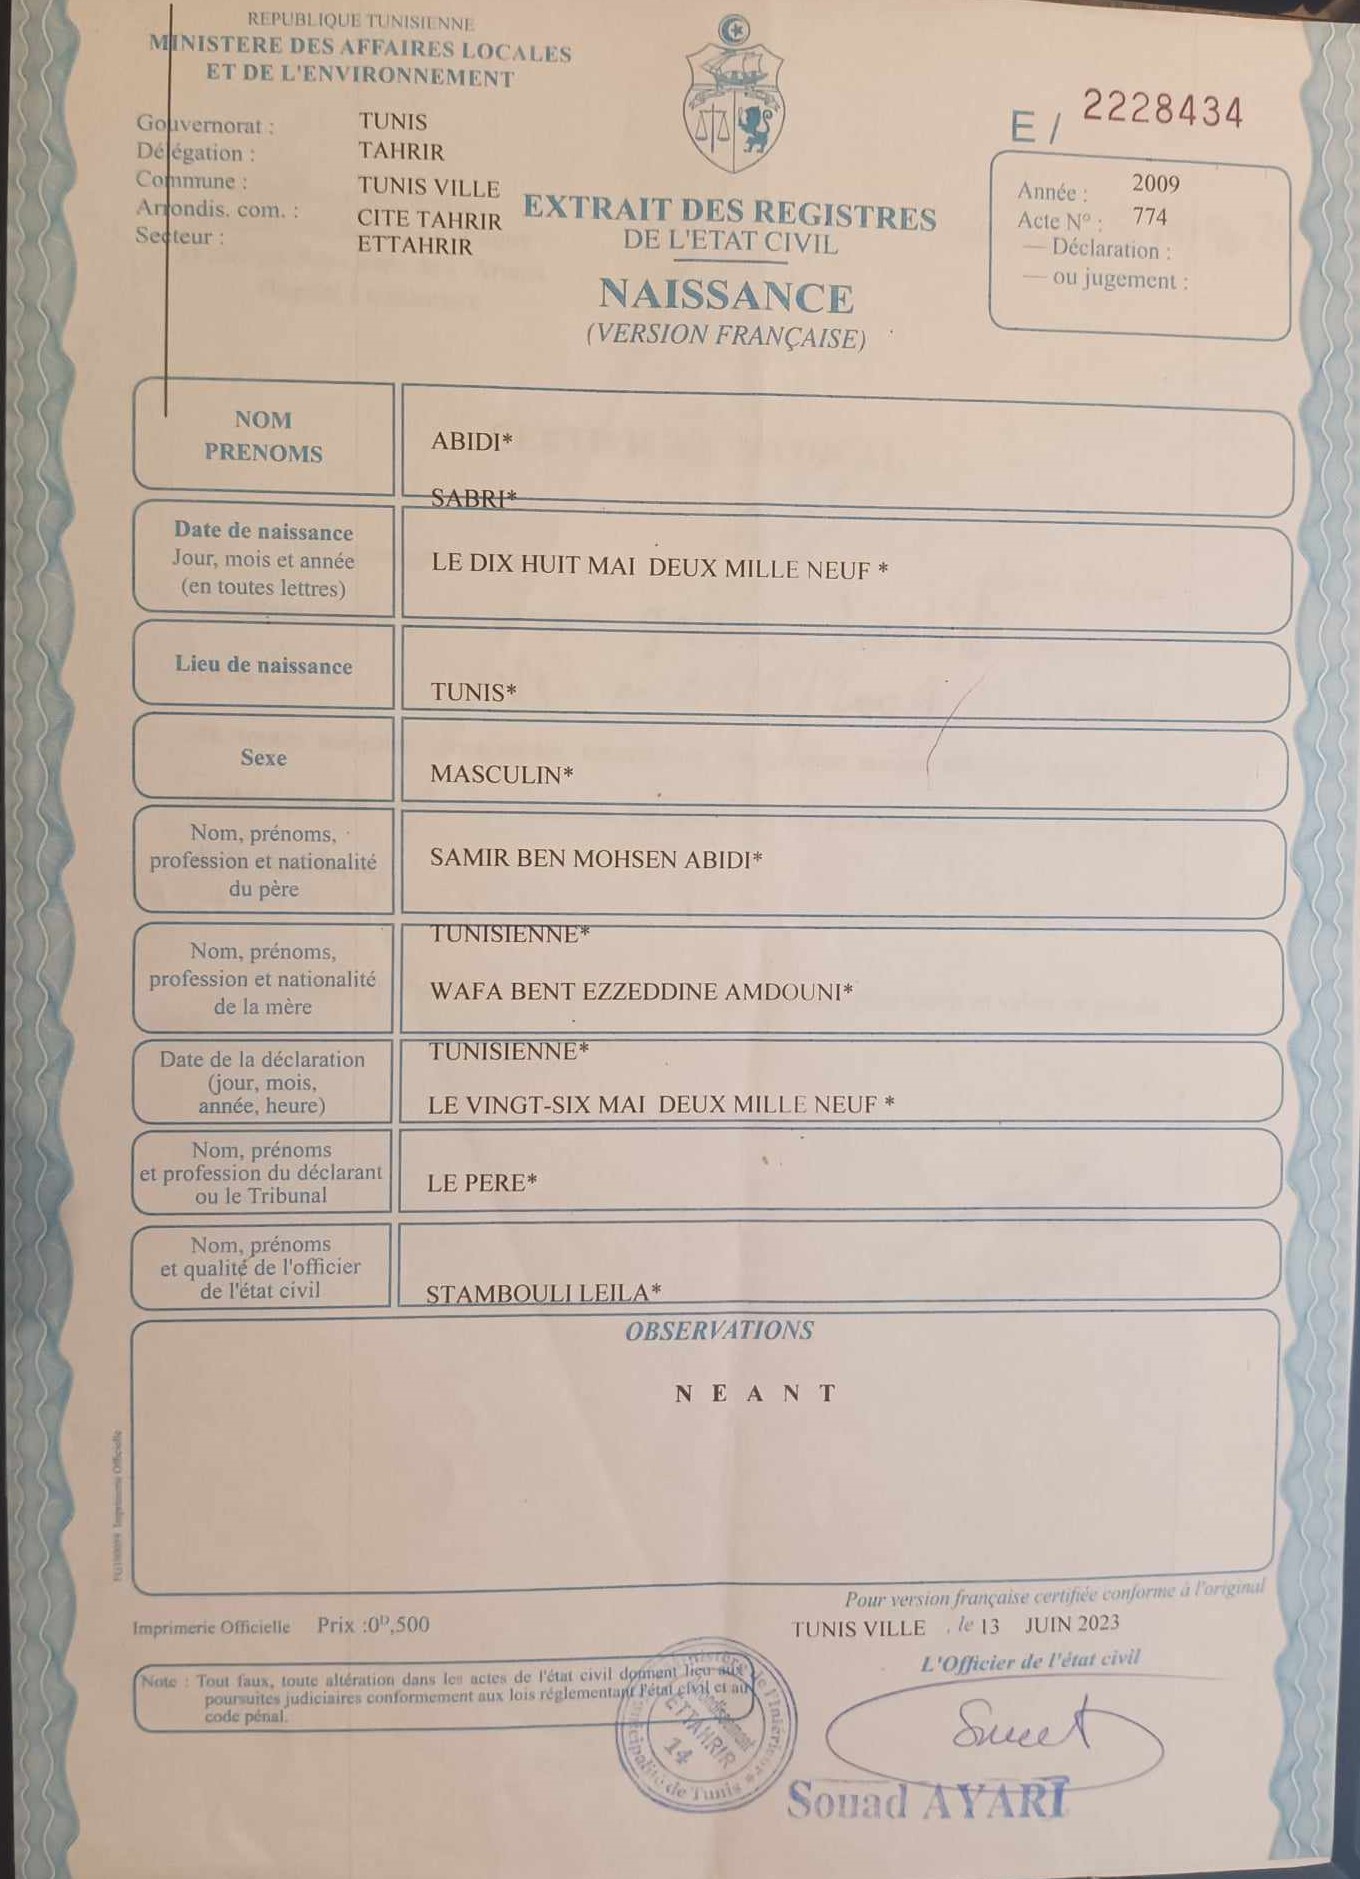 REPUBLIQUE TUNISIENNE
MINISTERE DES AFFAIRES LOCALES
ET DE L'ENVIRONNEMENT
Gouvernorat : TUNIS
Délégation : TAHRIR
Commune : TUNIS VILLE
Arrondis. com. : CITE TAHRIR
Secteur : ETTAHRIR
EXTRAIT DES REGISTRES
DE L'ETAT CIVIL
NAISSANCE
(VERSION FRANÇAISE)
E / 2228434
Année : 2009
Acte N° : 774
— Déclaration :
— ou jugement :
NOM
PRENOMS
ABIDI*
SABRI*
Date de naissance
Jour, mois et année
(en toutes lettres)
LE DIX HUIT MAI DEUX MILLE NEUF *
Lieu de naissance
TUNIS*
Sexe
MASCULIN*
Nom, prénoms,
profession et nationalité
du père
SAMIR BEN MOHSEN ABIDI*
TUNISIENNE*
Nom, prénoms,
profession et nationalité
de la mère
WAFA BENT EZZEDDINE AMDOUNI*
TUNISIENNE*
Date de la déclaration
(jour, mois,
année, heure)
LE VINGT-SIX MAI DEUX MILLE NEUF *
Nom, prénoms
et profession du déclarant
ou le Tribunal
LE PERE*
Nom, prénoms
et qualité de l'officier
de l'état civil
STAMBOULI LEILA*
OBSERVATIONS
N E A N T
Imprimerie Officielle
Pour version française certifiée conforme à l'original
Imprimerie Officielle Prix :0ᴰ,500
TUNIS VILLE , le 13 JUIN 2023
L'Officier de l'état civil
Note : Tout faux, toute altération dans les actes de l'état civil donnent lieu aux
poursuites judiciaires conformement aux lois réglementant l'état civil et au
code pénal.
ETTAHRIR
14
Municipalité de Tunis
Souad AYARI